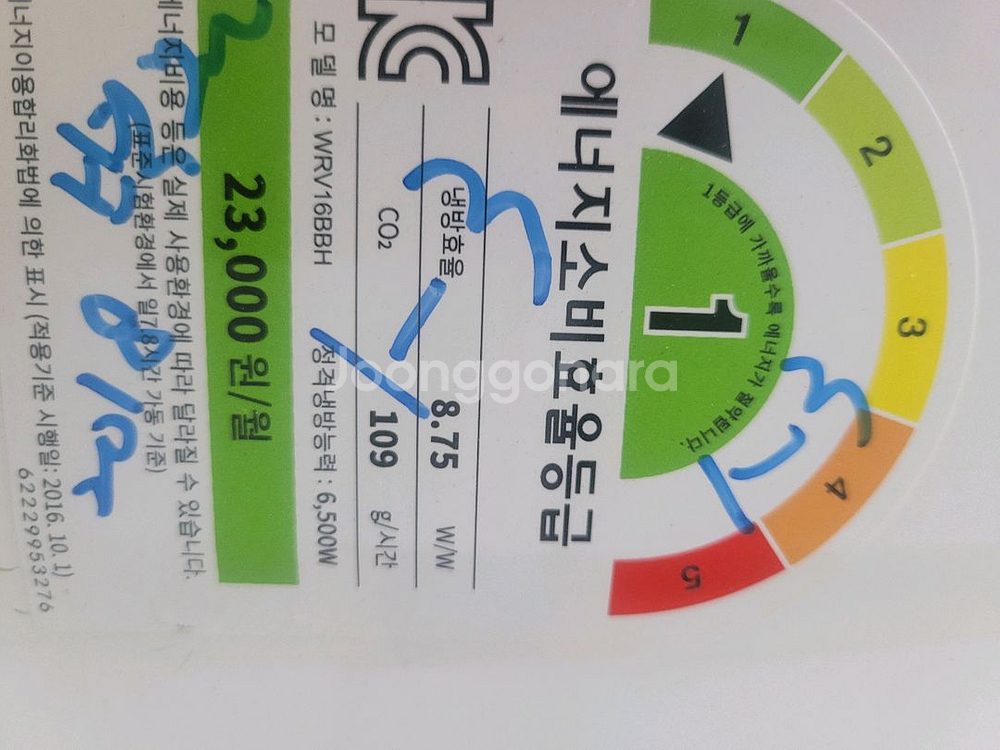 1
2
3
4
5
1등급에 가까울수록 에너지가 절약됩니다.
1
에너지소비효율등급
냉방효율 8.75 W/W
CO₂ 109 g/시간
모델명 : WRV16BBH 정격냉방능력 : 6,500W
23,000 원/월
에너지비용 등은 실제 사용환경에 따라 달라질 수 있습니다.
(표준시험환경에서 일7.8시간 가동 기준)
너지이용합리화법에 의한 표시 (적용기준 시행일: 2016. 10. 1)
62229953276
Joonggonara